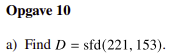 Opgave 10
a) Find D = sfd(221, 153).